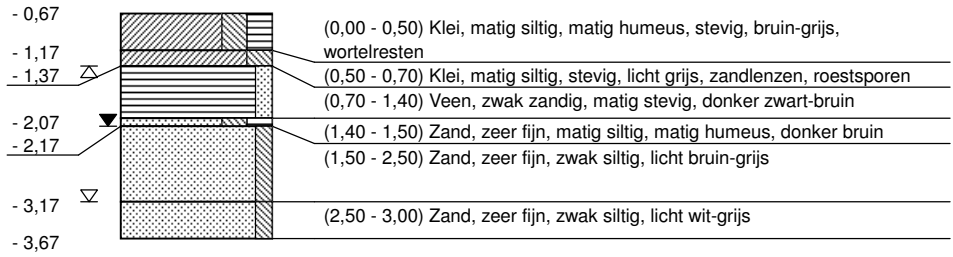 - 0,67
(0,00 - 0,50) Klei, matig siltig, matig humeus, stevig, bruin-grijs,
wortelresten
- 1,17
- 1,37
(0,50 - 0,70) Klei, matig siltig, stevig, licht grijs, zandlenzen, roestsporen
(0,70 - 1,40) Veen, zwak zandig, matig stevig, donker zwart-bruin
- 2,07
(1,40 - 1,50) Zand, zeer fijn, matig siltig, matig humeus, donker bruin
- 2,17
(1,50 - 2,50) Zand, zeer fijn, zwak siltig, licht bruin-grijs
- 3,17
(2,50 - 3,00) Zand, zeer fijn, zwak siltig, licht wit-grijs
- 3,67